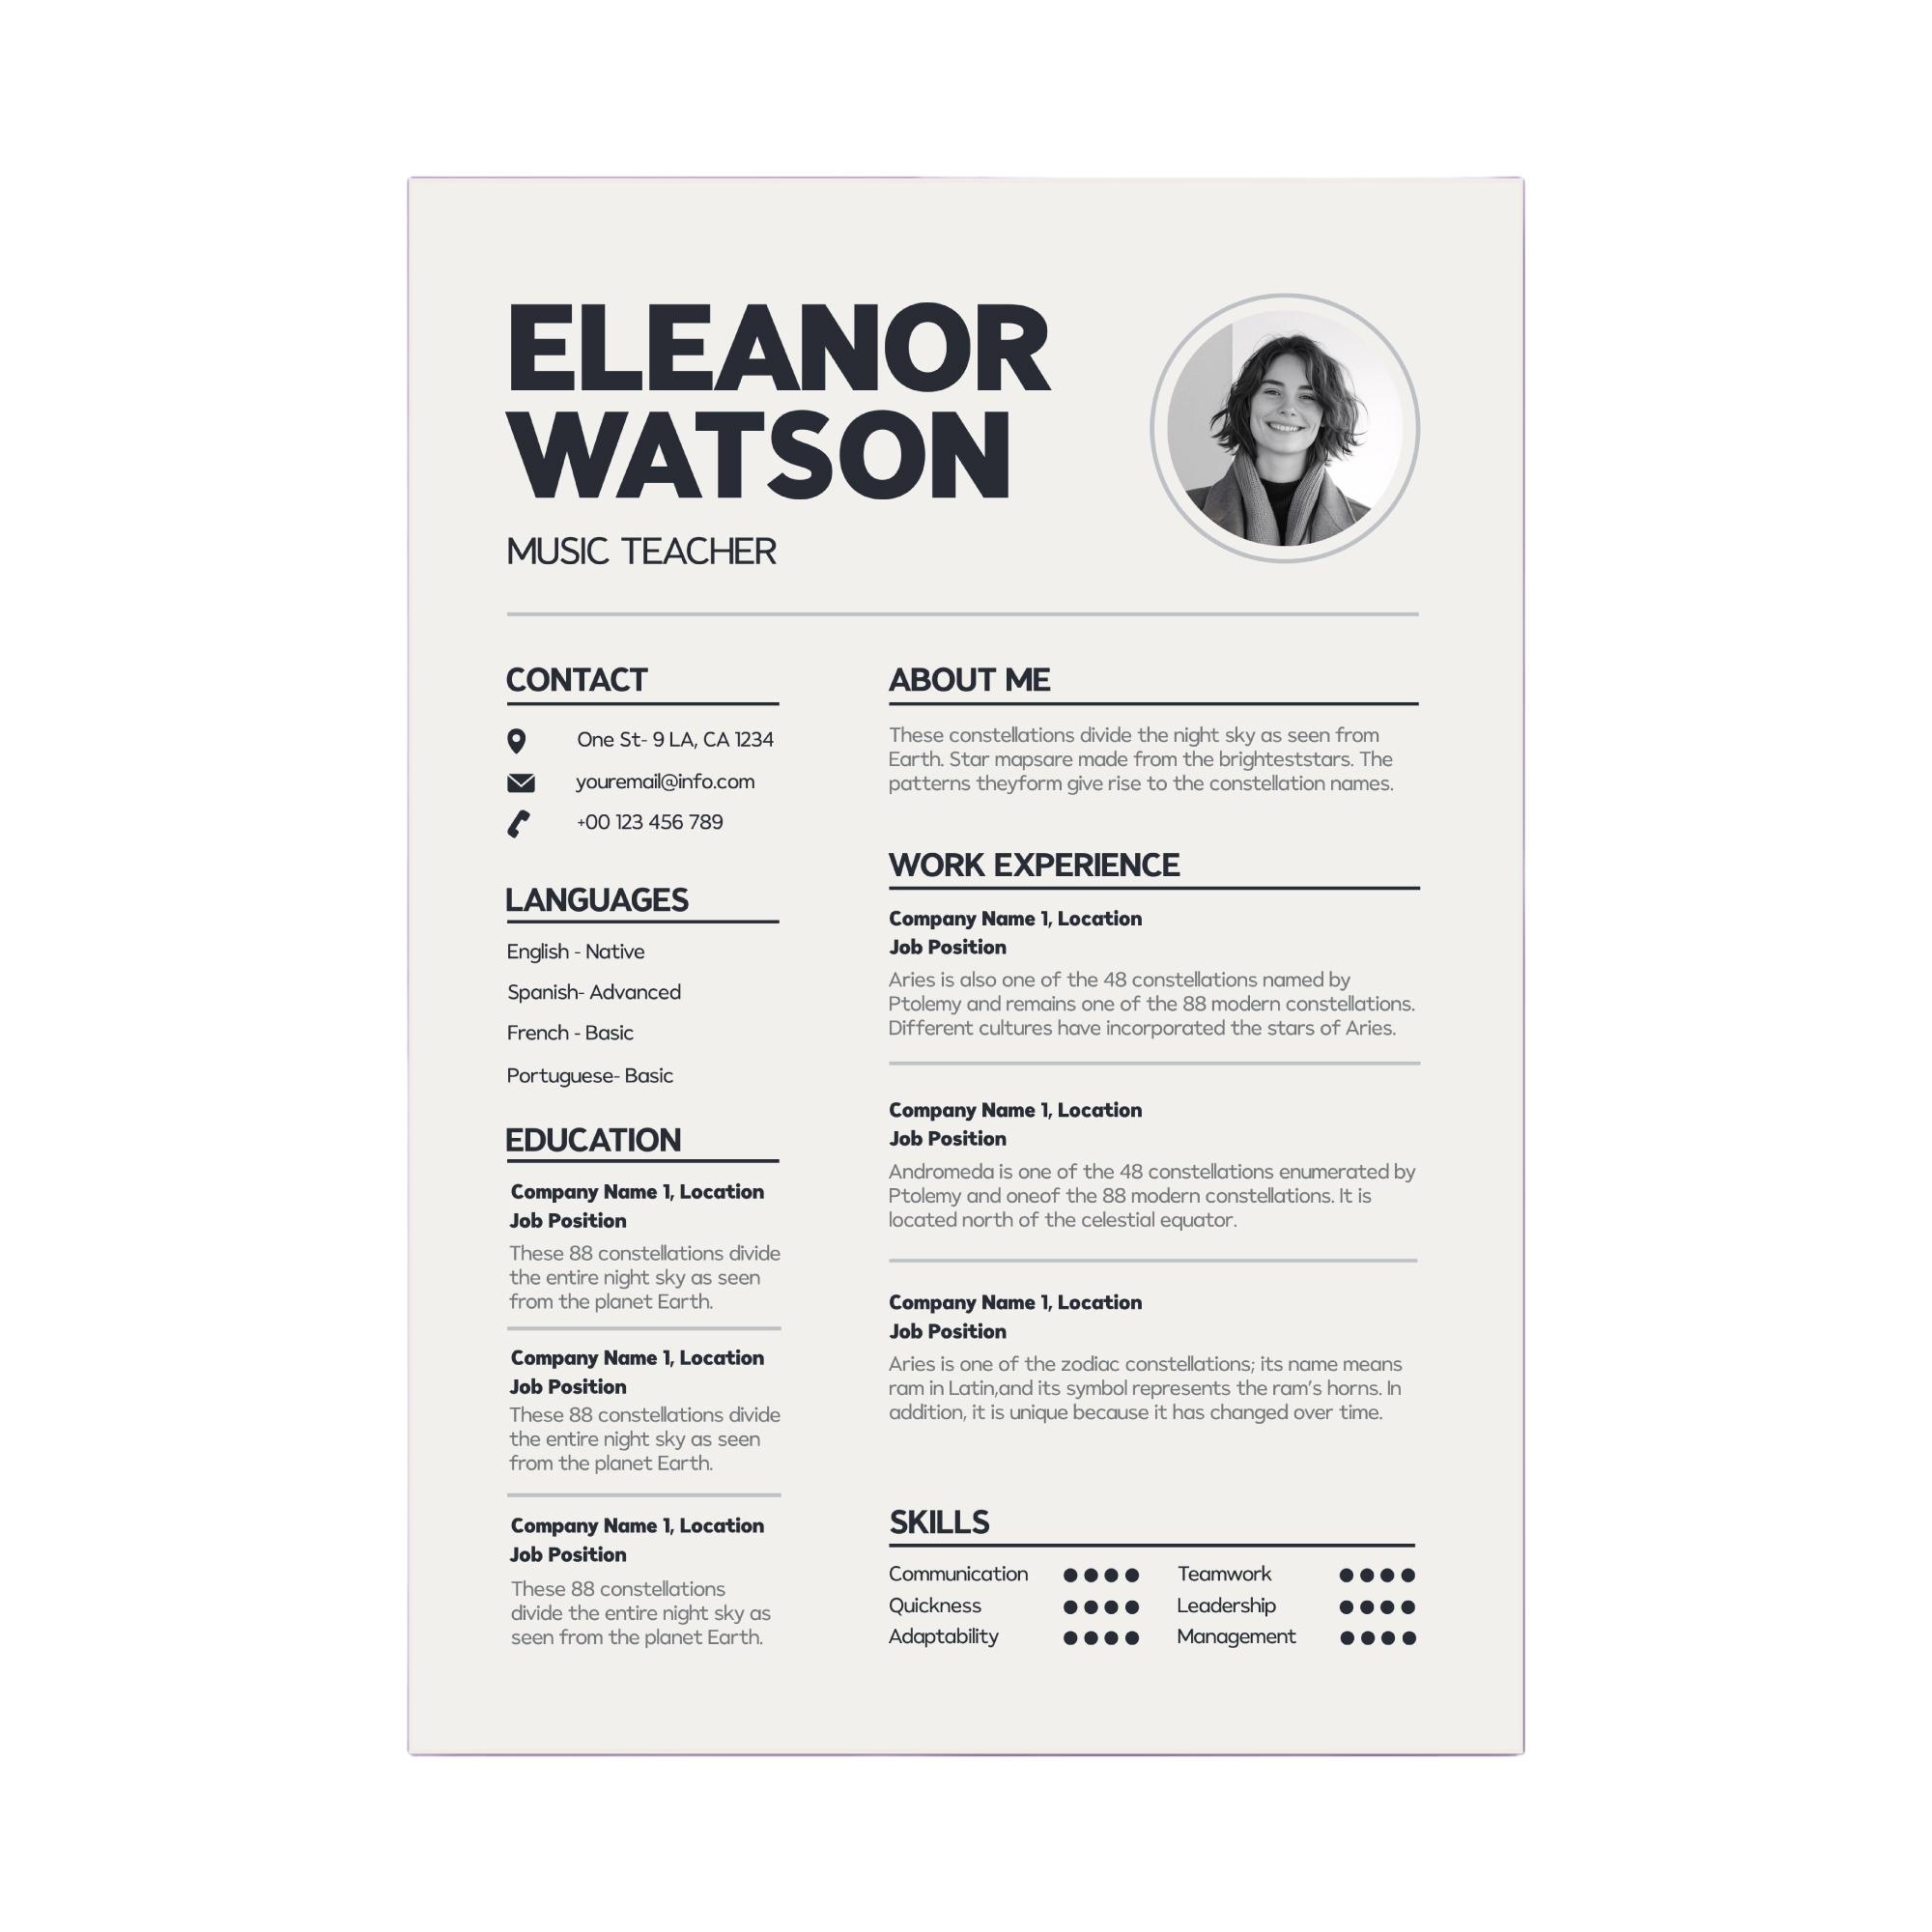 ELEANOR
WATSON
MUSIC TEACHER
CONTACT
One St- 9 LA, CA 1234
youremail@info.com
+00 123 456 789
LANGUAGES
English - Native
Spanish- Advanced
French - Basic
Portuguese- Basic
EDUCATION
Company Name 1, Location
Job Position
These 88 constellations divide
the entire night sky as seen
from the planet Earth.
Company Name 1, Location
Job Position
These 88 constellations divide
the entire night sky as seen
from the planet Earth.
Company Name 1, Location
Job Position
These 88 constellations
divide the entire night sky as
seen from the planet Earth.
ABOUT ME
These constellations divide the night sky as seen from
Earth. Star mapsare made from the brighteststars. The
patterns theyform give rise to the constellation names.
WORK EXPERIENCE
Company Name 1, Location
Job Position
Aries is also one of the 48 constellations named by
Ptolemy and remains one of the 88 modern constellations.
Different cultures have incorporated the stars of Aries.
Company Name 1, Location
Job Position
Andromeda is one of the 48 constellations enumerated by
Ptolemy and oneof the 88 modern constellations. It is
located north of the celestial equator.
Company Name 1, Location
Job Position
Aries is one of the zodiac constellations; its name means
ram in Latin,and its symbol represents the ram's horns. In
addition, it is unique because it has changed over time.
SKILLS
Communication Teamwork
Quickness Leadership
Adaptability Management